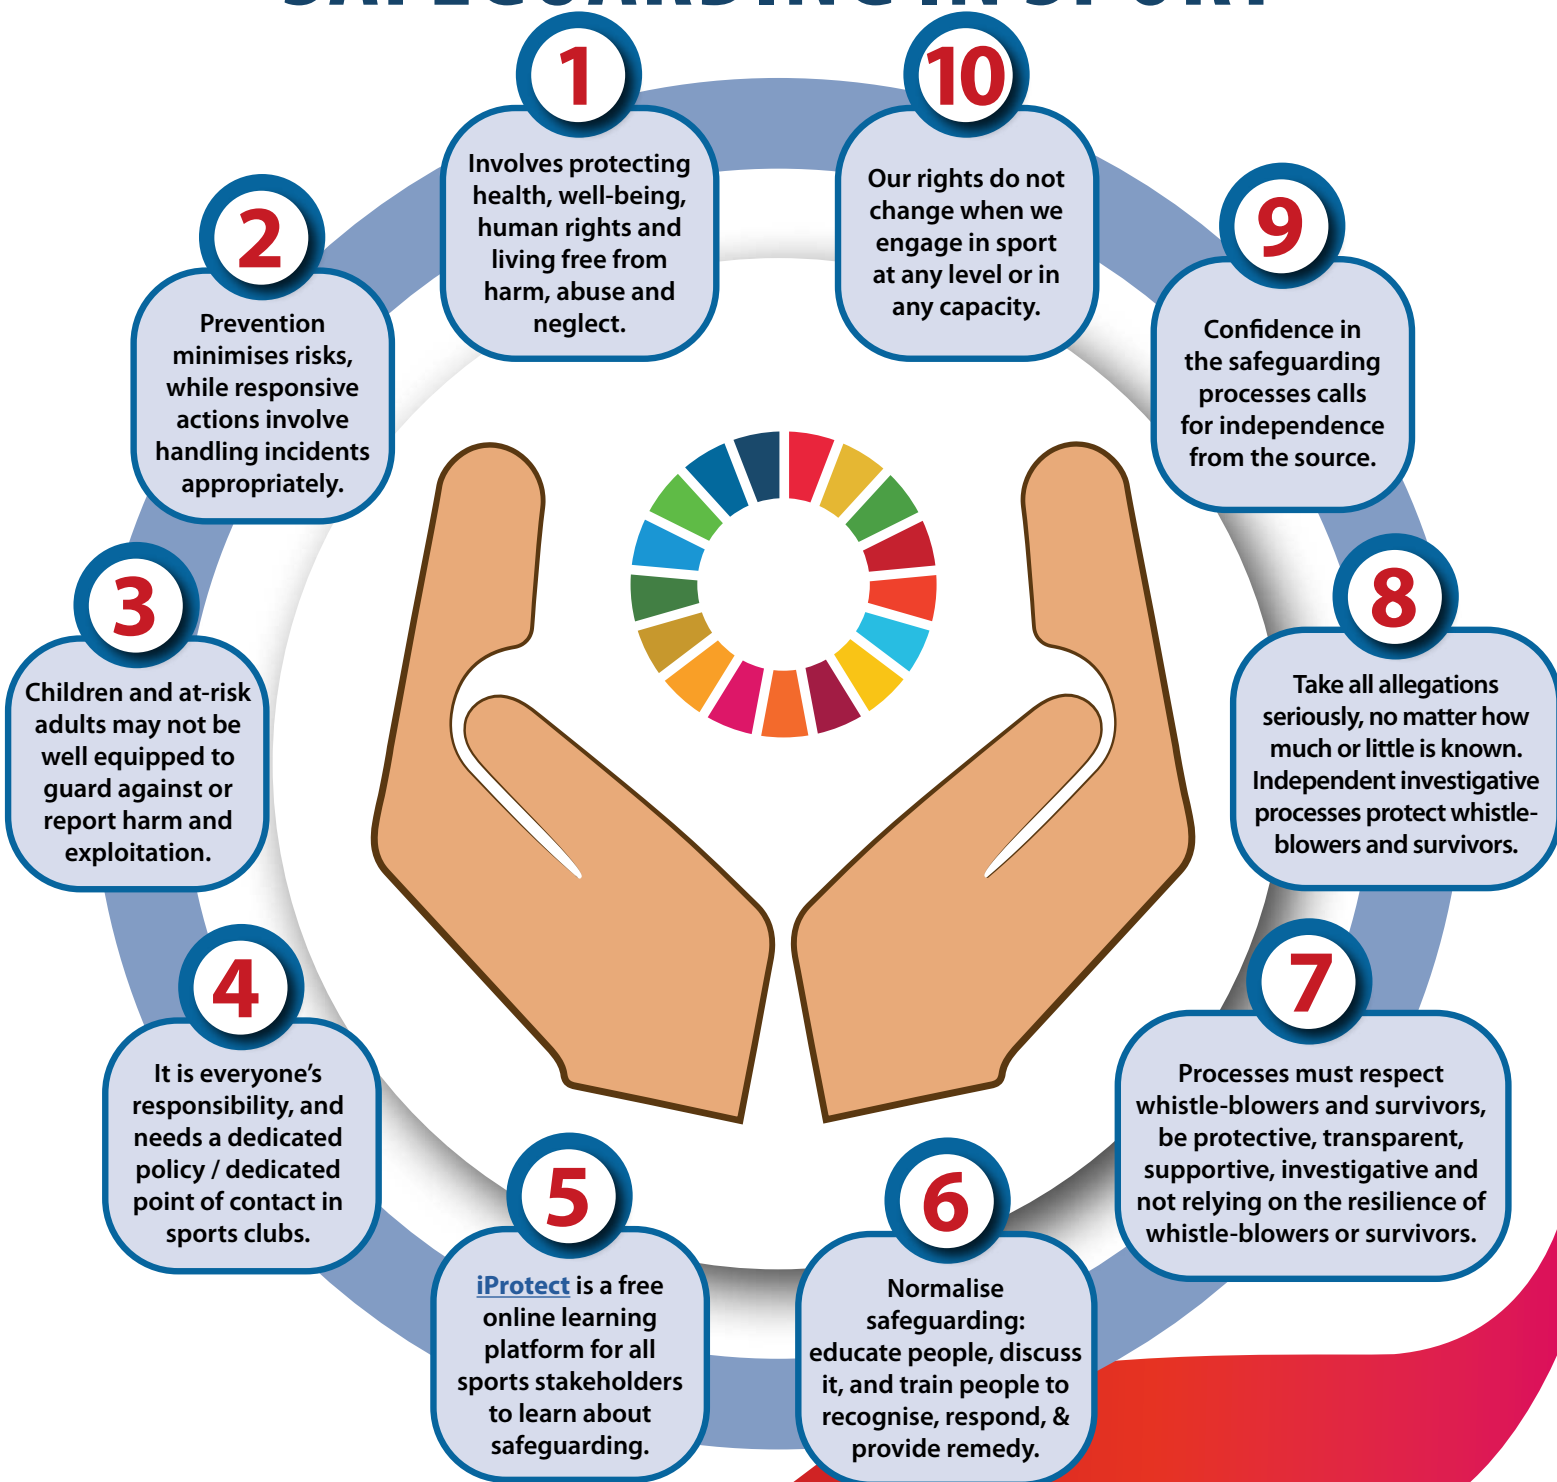 SAFEGUARDING IN SPORT
1
Involves protecting
health, well-being,
human rights and
living free from
harm, abuse and
neglect.
2
Prevention
minimises risks,
while responsive
actions involve
handling incidents
appropriately.
3
Children and at-risk
adults may not be
well equipped to
guard against or
report harm and
exploitation.
4
It is everyone’s
responsibility, and
needs a dedicated
policy / dedicated
point of contact in
sports clubs.
5
iProtect is a free
online learning
platform for all
sports stakeholders
to learn about
safeguarding.
6
Normalise
safeguarding:
educate people, discuss
it, and train people to
recognise, respond, &
provide remedy.
7
Processes must respect
whistle-blowers and survivors,
be protective, transparent,
supportive, investigative and
not relying on the resilience of
whistle-blowers or survivors.
8
Take all allegations
seriously, no matter how
much or little is known.
Independent investigative
processes protect whistle-
blowers and survivors.
9
Confidence in
the safeguarding
processes calls
for independence
from the source.
10
Our rights do not
change when we
engage in sport
at any level or in
any capacity.